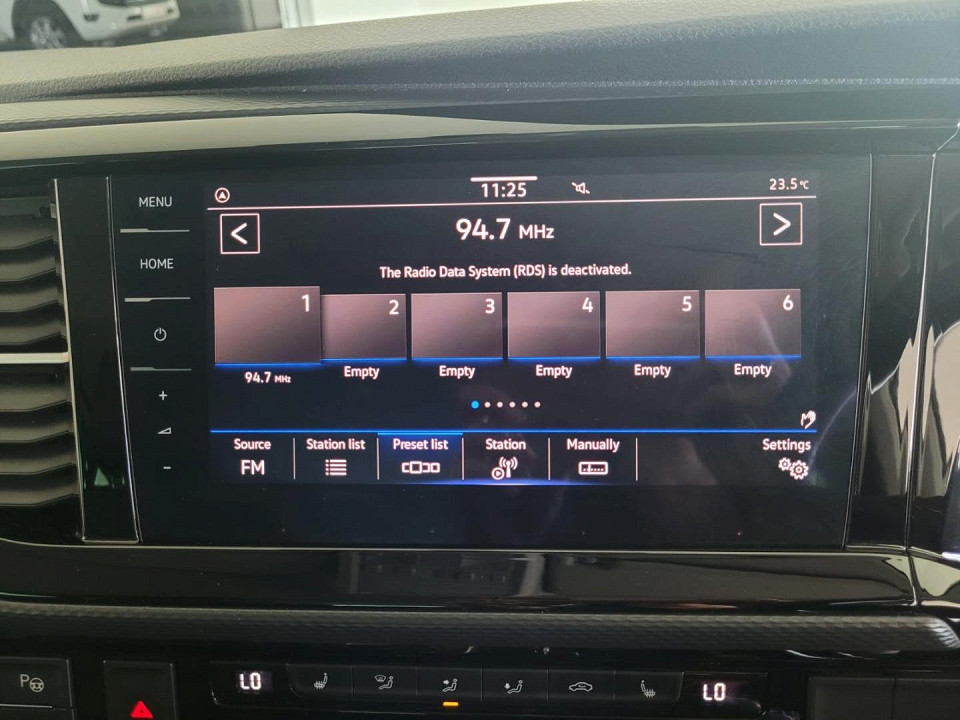 MENU
HOME
+
-
11:25
23.5°C
<
94.7 MHz
>
The Radio Data System (RDS) is deactivated.
1 2 3 4 5 6
94.7 MHz Empty Empty Empty Empty Empty
Source Station list Preset list Station Manually Settings
FM
P
LO LO